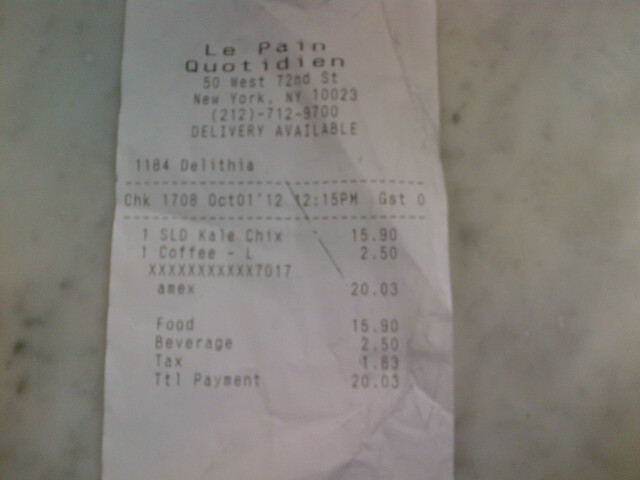 Le Pain
Quotidien
50 West 72nd St
New York, NY 10023
(212)-712-9700
DELIVERY AVAILABLE
1184 Delithia
Chk 1708 Oct01'12 12:15PM Gst 0
1 SLD Kale Chix 15.90
1 Coffee - L 2.50
XXXXXXXXXXX7017
amex 20.03
Food 15.90
Beverage 2.50
Tax 1.63
Ttl Payment 20.03